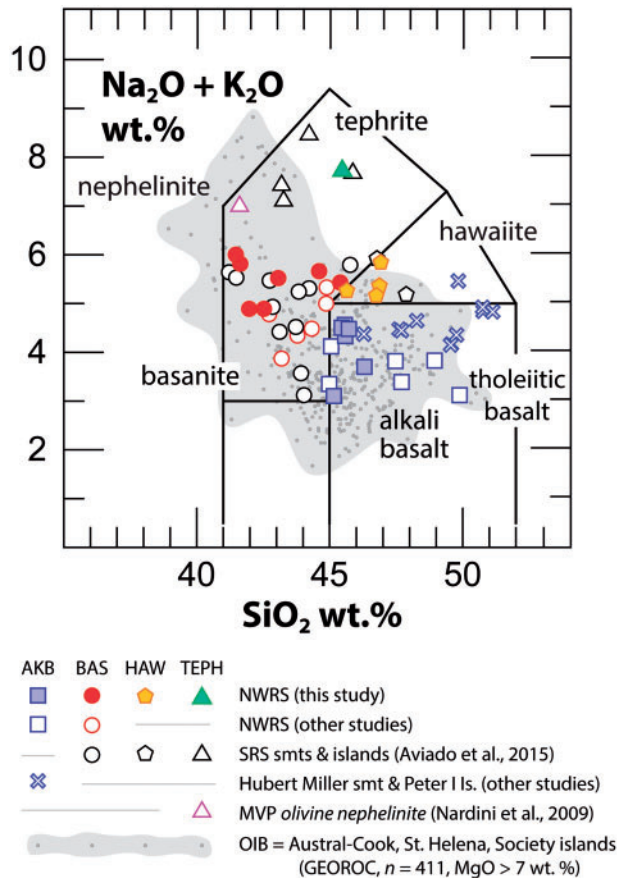 10
8
6
4
2
Na₂O + K₂O
wt.%
tephrite
nephelinite
hawaiite
basanite
tholeiitic
basalt
alkali
basalt
40 45 50
SiO₂ wt.%
AKB BAS HAW TEPH
NWRS (this study)
NWRS (other studies)
SRS smts & islands (Aviado et al., 2015)
Hubert Miller smt & Peter I Is. (other studies)
MVP olivine nephelinite (Nardini et al., 2009)
OIB = Austral-Cook, St. Helena, Society islands
(GEOROC, n = 411, MgO > 7 wt. %)